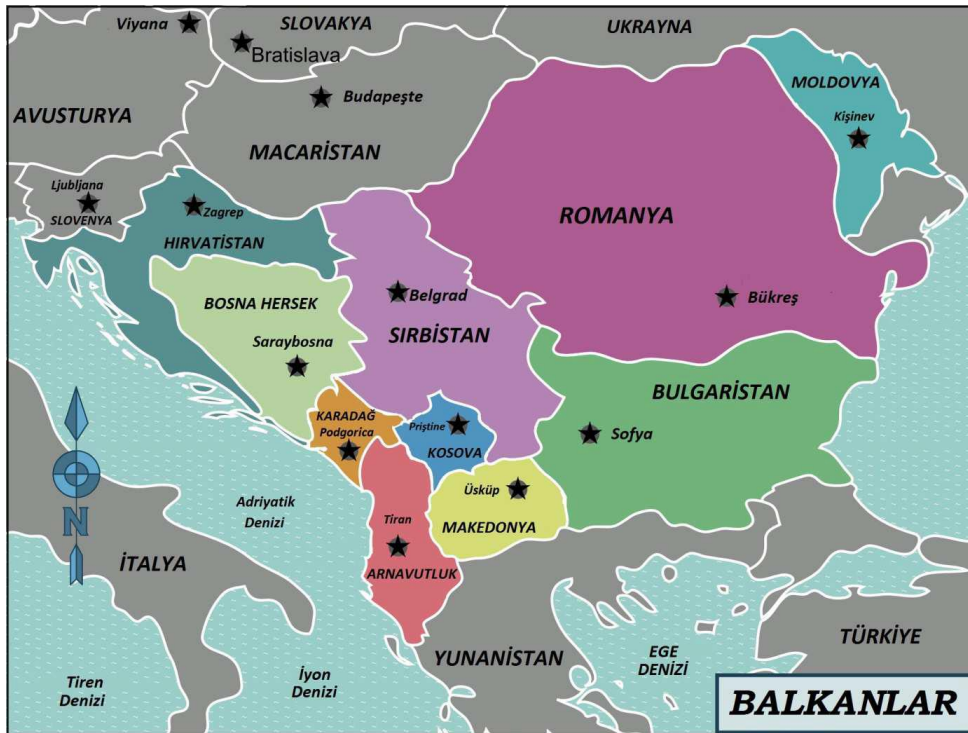 Viyana
SLOVAKYA
UKRAYNA
Bratislava
MOLDOVYA
Budapeşte
AVUSTURYA
Kişinev
MACARİSTAN
Ljubljana
SLOVENYA
Zagrep
ROMANYA
HIRVATİSTAN
BOSNA HERSEK
Belgrad
Bükreş
Saraybosna
SIRBİSTAN
BULGARİSTAN
KARADAĞ
Podgorica
Priştine
Sofya
KOSOVA
Üsküp
Adriyatik
Denizi
N
Tiran
MAKEDONYA
İTALYA
ARNAVUTLUK
YUNANİSTAN
EGE
DENİZİ
TÜRKİYE
Tiren
Denizi
İyon
Denizi
BALKANLAR